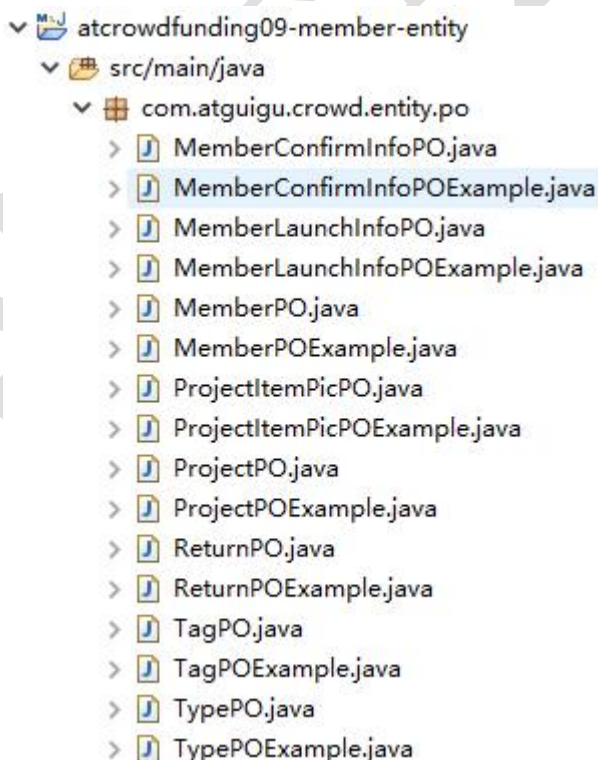 atcrowdfunding09-member-entity
src/main/java
com.atguigu.crowd.entity.po
MemberConfirmInfoPO.java
MemberConfirmInfoPOExample.java
MemberLaunchInfoPO.java
MemberLaunchInfoPOExample.java
MemberPO.java
MemberPOExample.java
ProjectItemPicPO.java
ProjectItemPicPOExample.java
ProjectPO.java
ProjectPOExample.java
ReturnPO.java
ReturnPOExample.java
TagPO.java
TagPOExample.java
TypePO.java
TypePOExample.java